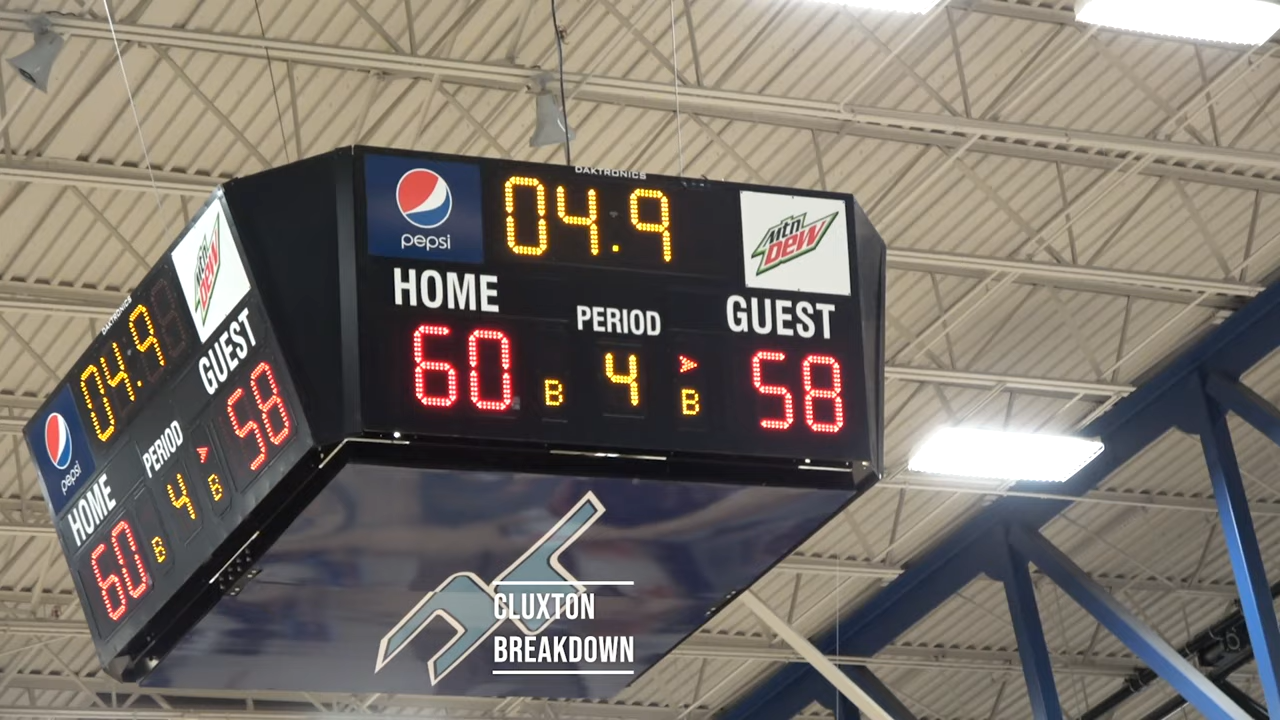 DAKTRONICS
pepsi
04.9
Mtn
DEW
HOME
PERIOD
GUEST
60
B
4
B
58
DAKTRONICS
pepsi
04.9
Mtn
DEW
HOME
PERIOD
GUEST
60
B
4
B
58
CLUXTON
BREAKDOWN